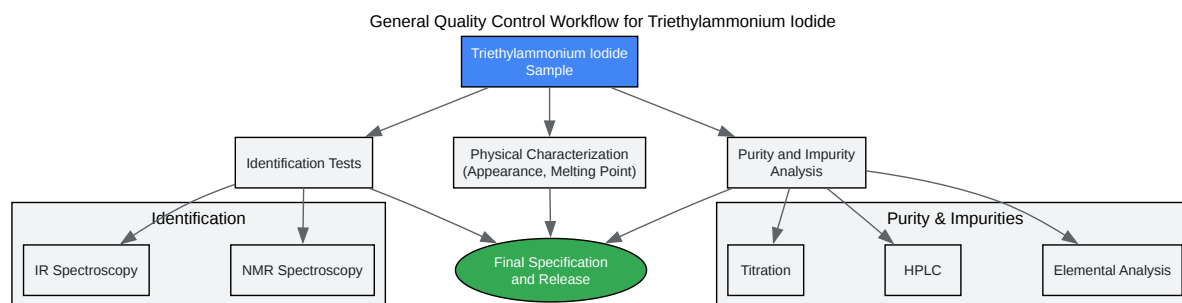 General Quality Control Workflow for Triethylammonium Iodide
Triethylammonium Iodide
Sample
Identification Tests
Physical Characterization
(Appearance, Melting Point)
Purity and Impurity
Analysis
Identification
Purity & Impurities
IR Spectroscopy
NMR Spectroscopy
Final Specification
and Release
Titration
HPLC
Elemental Analysis